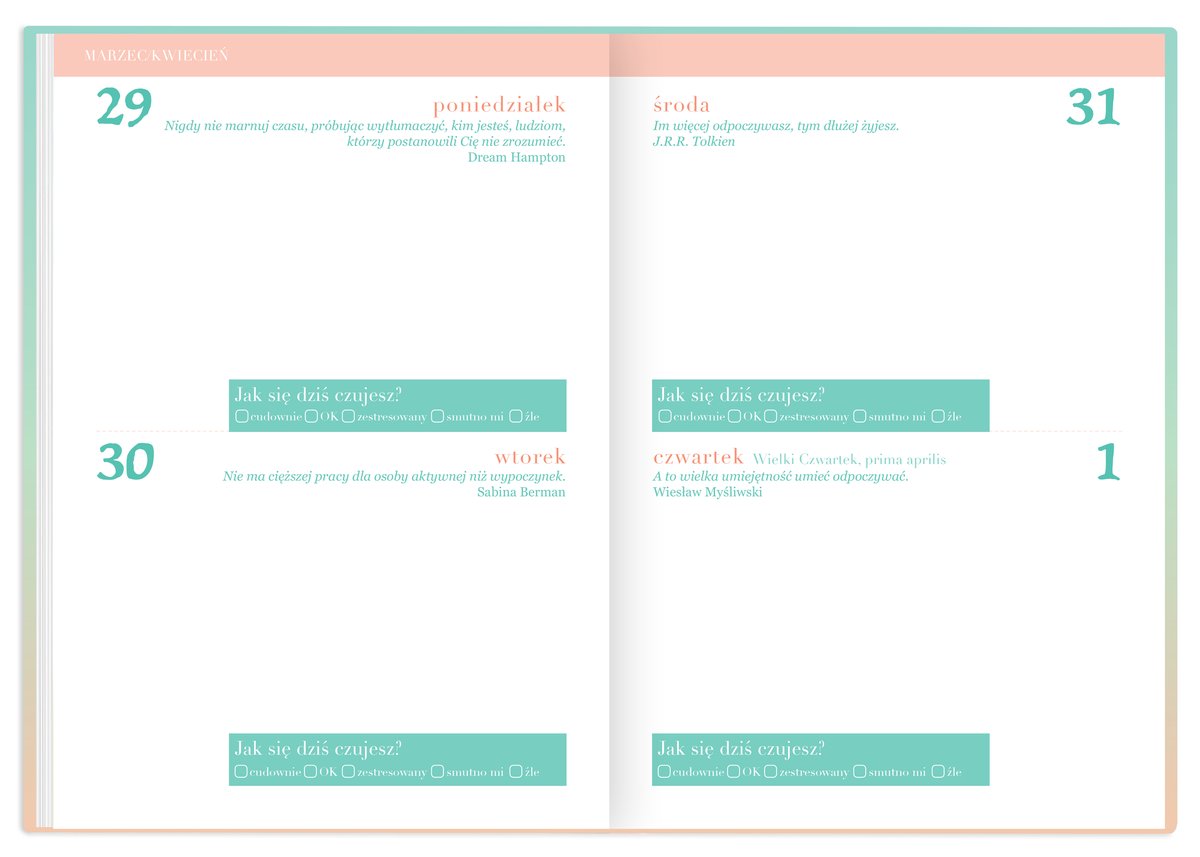 MARZEC/KWIECIEŃ
29
poniedziałek
Nigdy nie marnuj czasu, próbując wytłumaczyć, kim jesteś, ludziom,
którzy postanowili Cię nie zrozumieć.
Dream Hampton
Jak się dziś czujesz?
cudownie OK zestresowany smutno mi źle
30
wtorek
Nie ma cięższej pracy dla osoby aktywnej niż wypoczynek.
Sabina Berman
Jak się dziś czujesz?
cudownie OK zestresowany smutno mi źle
środa
31
Im więcej odpoczywasz, tym dłużej żyjesz.
J.R.R. Tolkien
Jak się dziś czujesz?
cudownie OK zestresowany smutno mi źle
czwartek Wielki Czwartek, prima aprilis
1
A to wielka umiejętność umieć odpoczywać.
Wiesław Myśliwski
Jak się dziś czujesz?
cudownie OK zestresowany smutno mi źle